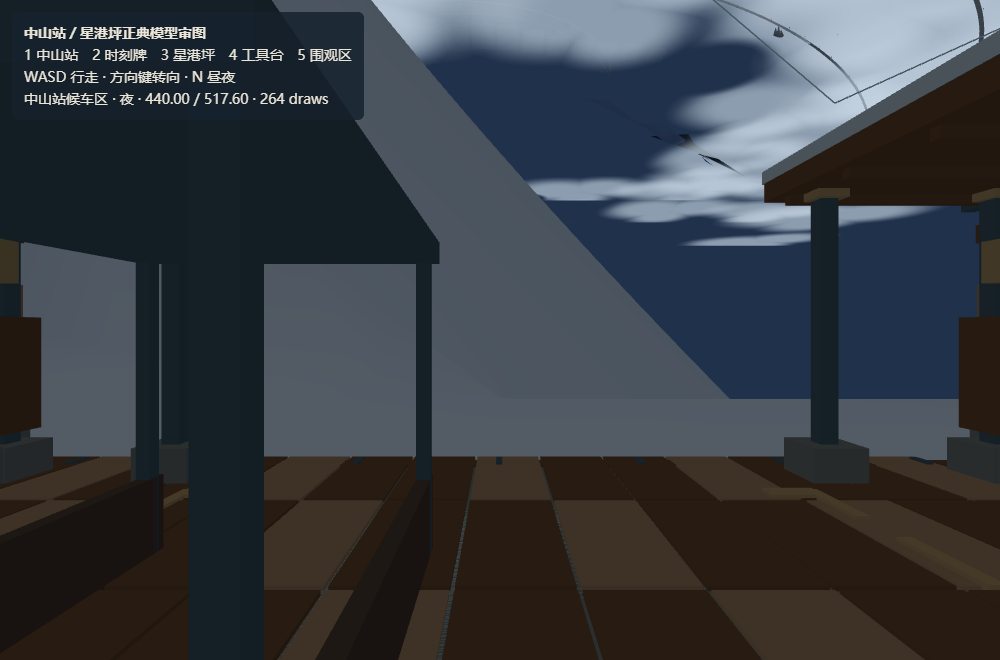 中山站 / 星港坪正典模型审图
1 中山站 2 时刻牌 3 星港坪 4 工具台 5 围观区
WASD 行走 · 方向键转向 · N 昼夜
中山站候车区 · 夜 · 440.00 / 517.60 · 264 draws